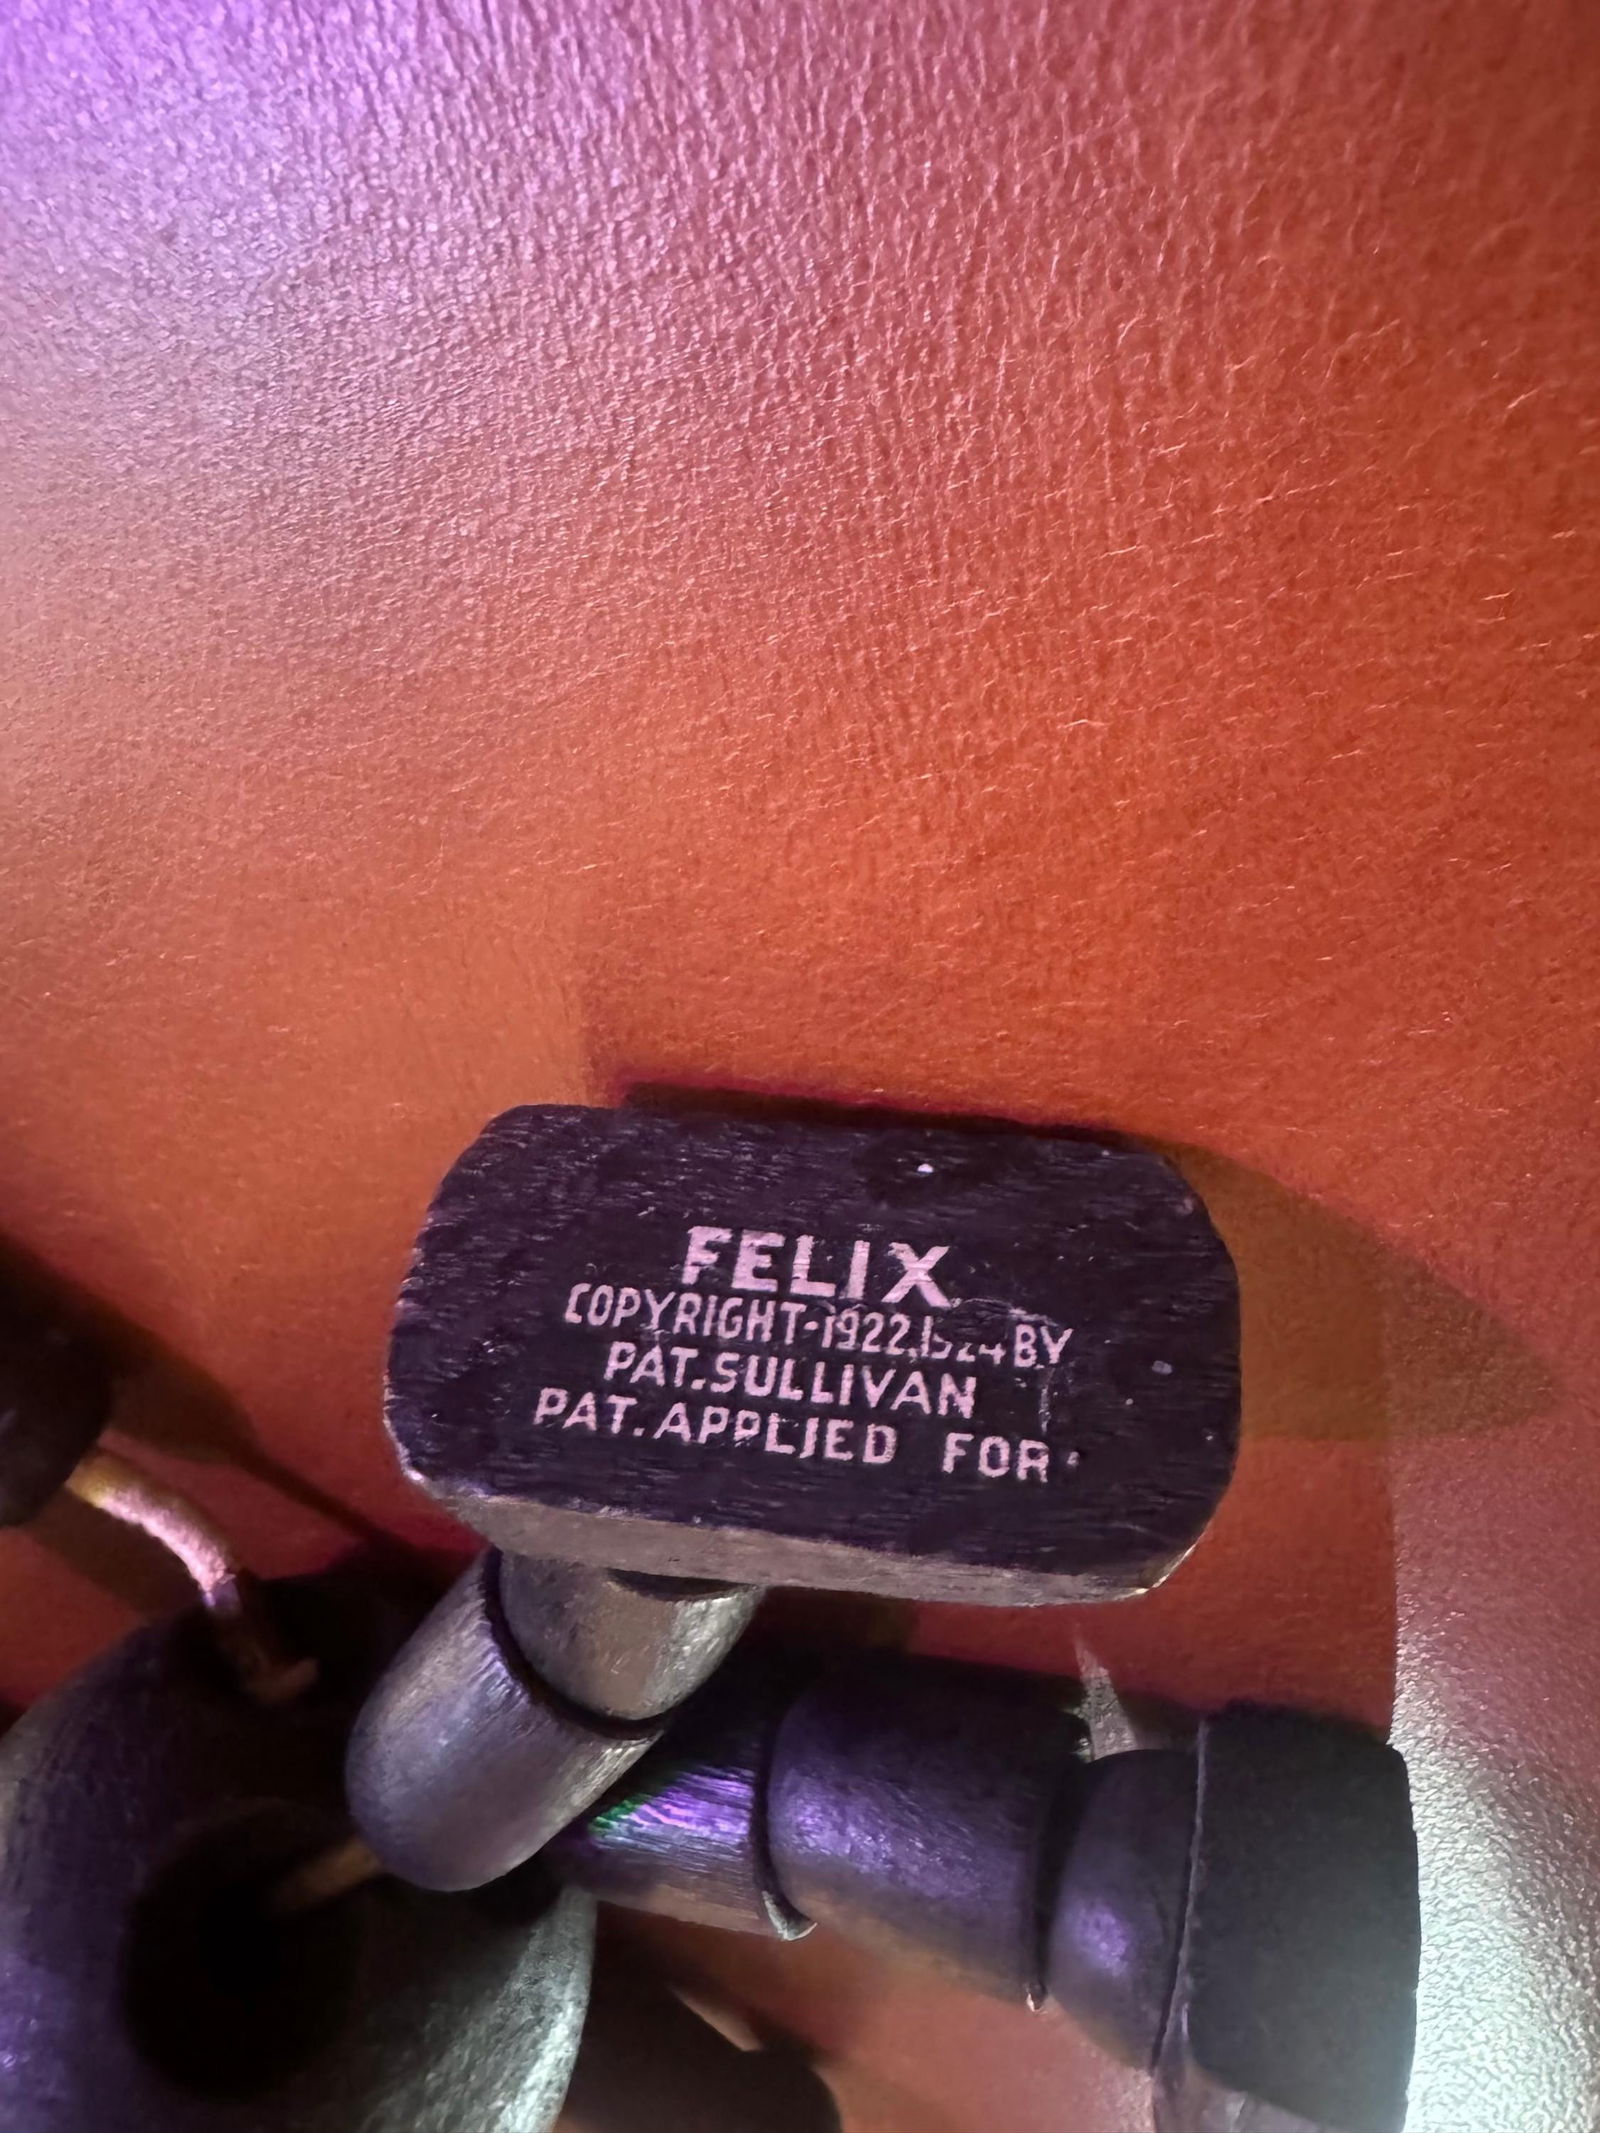 FELIX
COPYRIGHT-1922,1924 BY
PAT.SULLIVAN
PAT.APPLIED FOR